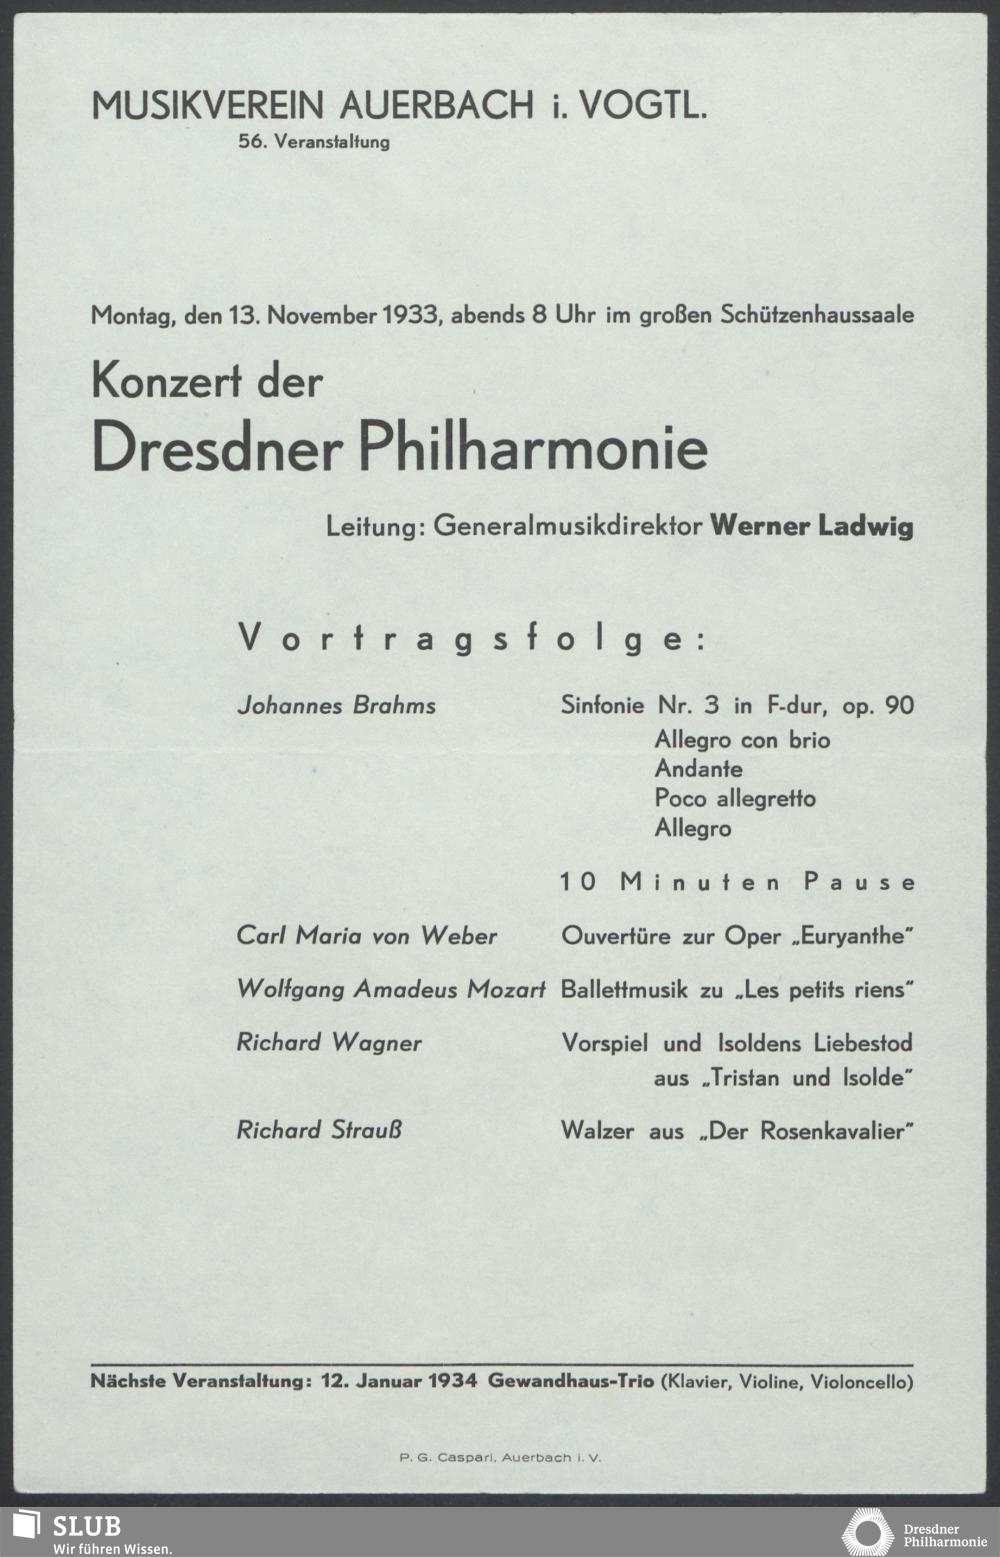 MUSIKVEREIN AUERBACH i. VOGTL.
56. Veranstaltung
Montag, den 13. November 1933, abends 8 Uhr im großen Schützenhaussaale
Konzert der
Dresdner Philharmonie
Leitung: Generalmusikdirektor Werner Ladwig
Vortragsfolge:
Johannes Brahms Sinfonie Nr. 3 in F-dur, op. 90
Allegro con brio
Andante
Poco allegretto
Allegro
10 Minuten Pause
Carl Maria von Weber Ouvertüre zur Oper „Euryanthe“
Wolfgang Amadeus Mozart Ballettmusik zu „Les petits riens“
Richard Wagner Vorspiel und Isoldens Liebestod
aus „Tristan und Isolde“
Richard Strauß Walzer aus „Der Rosenkavalier“
Nächste Veranstaltung: 12. Januar 1934 Gewandhaus-Trio (Klavier, Violine, Violoncello)
P. G. Caspari, Auerbach i. V.
SLUB
Wir führen Wissen.
Dresdner
Philharmonie